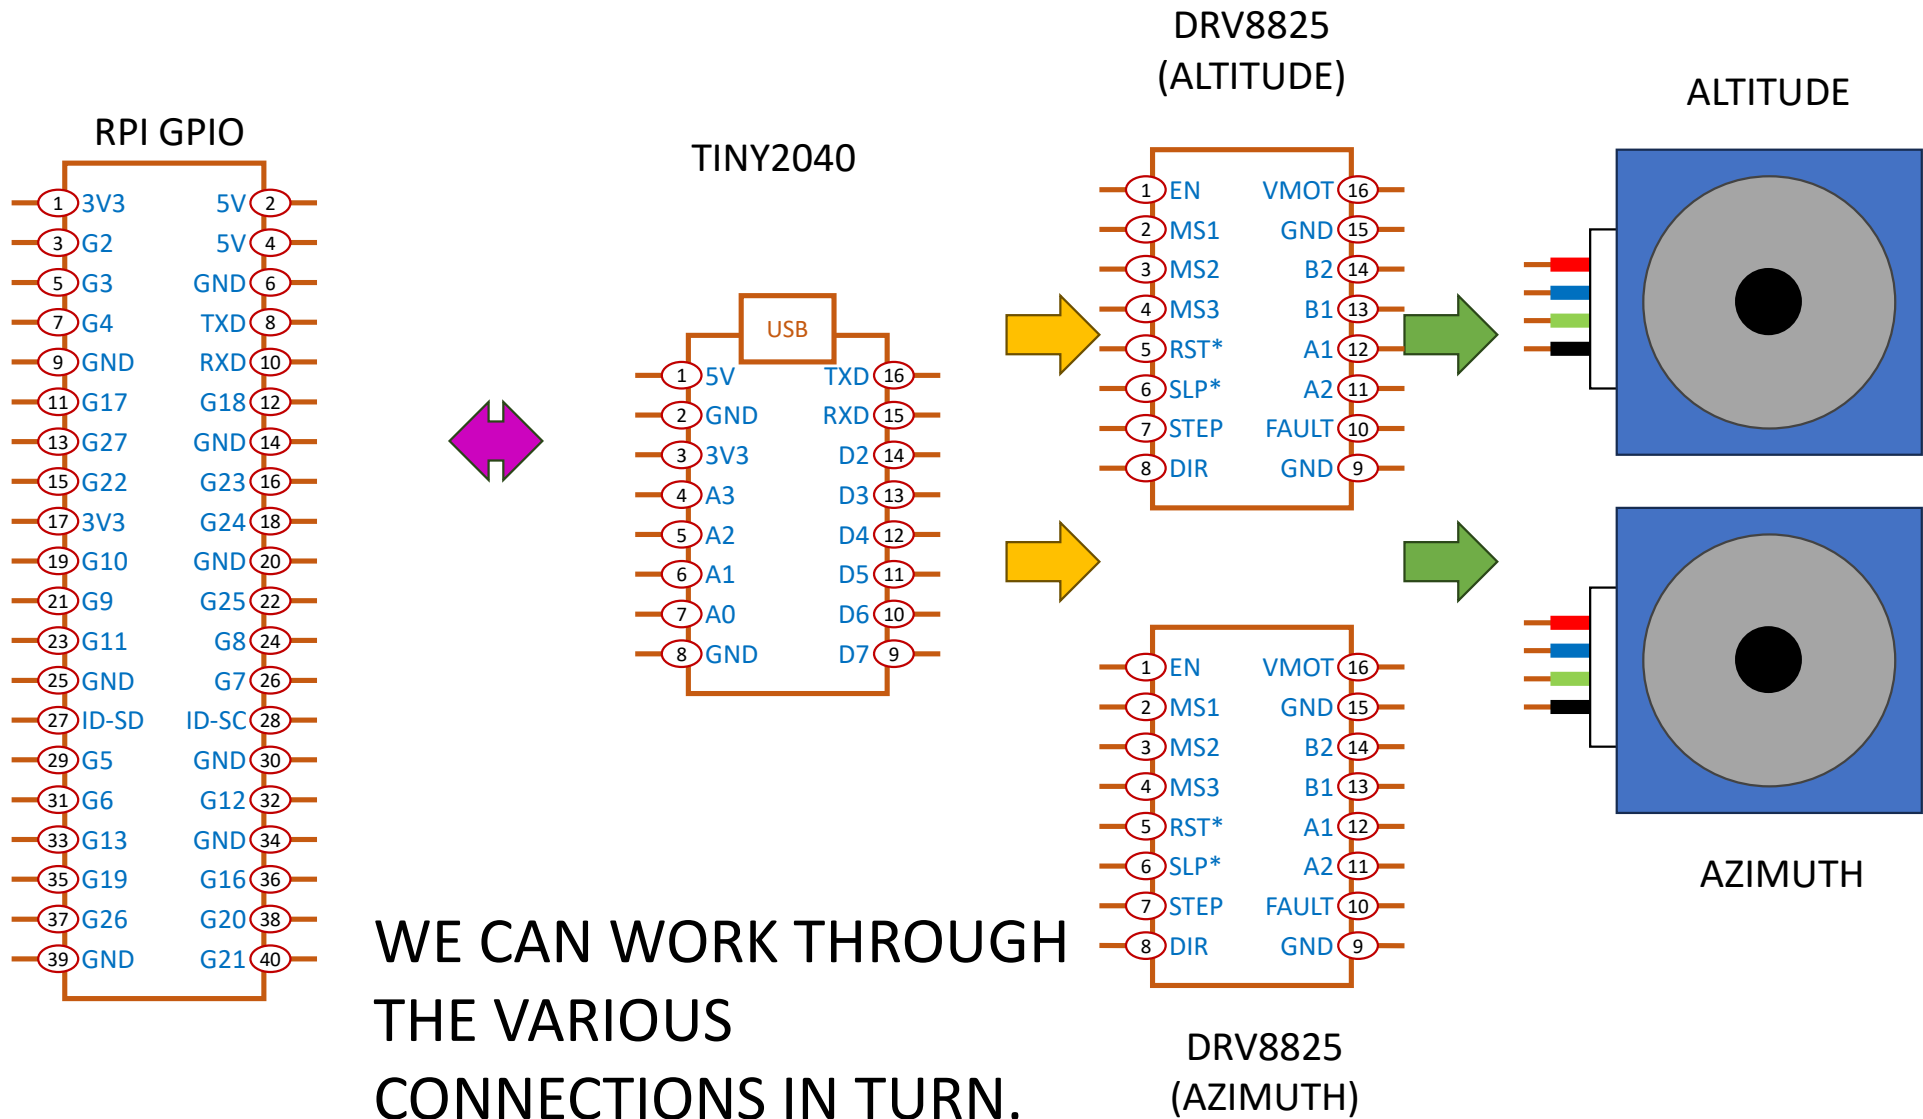 RPI GPIO
1 3V3 5V 2
3 G2 5V 4
5 G3 GND 6
7 G4 TXD 8
9 GND RXD 10
11 G17 G18 12
13 G27 GND 14
15 G22 G23 16
17 3V3 G24 18
19 G10 GND 20
21 G9 G25 22
23 G11 G8 24
25 GND G7 26
27 ID-SD ID-SC 28
29 G5 GND 30
31 G6 G12 32
33 G13 GND 34
35 G19 G16 36
37 G26 G20 38
39 GND G21 40
TINY2040
USB
1 5V TXD 16
2 GND RXD 15
3 3V3 D2 14
4 A3 D3 13
5 A2 D4 12
6 A1 D5 11
7 A0 D6 10
8 GND D7 9
DRV8825
(ALTITUDE)
1 EN VMOT 16
2 MS1 GND 15
3 MS2 B2 14
4 MS3 B1 13
5 RST* A1 12
6 SLP* A2 11
7 STEP FAULT 10
8 DIR GND 9
ALTITUDE
1 EN VMOT 16
2 MS1 GND 15
3 MS2 B2 14
4 MS3 B1 13
5 RST* A1 12
6 SLP* A2 11
7 STEP FAULT 10
8 DIR GND 9
DRV8825
(AZIMUTH)
AZIMUTH
WE CAN WORK THROUGH
THE VARIOUS
CONNECTIONS IN TURN.